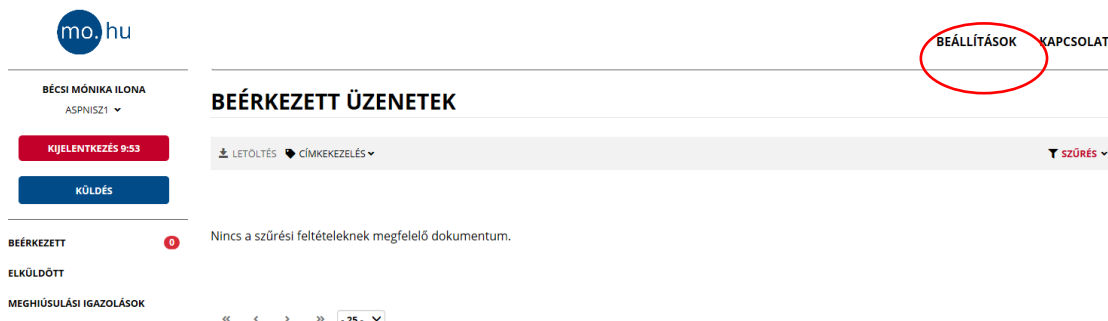 mo.hu
BEÁLLÍTÁSOK KAPCSOLAT
BÉCSI MÓNIKA ILONA
ASPNISZ1
KIJELENTKEZÉS 9:53
KÜLDÉS
BEÉRKEZETT 0
ELKÜLDÖTT
MEGHIÚSULÁSI IGAZOLÁSOK
BEÉRKEZETT ÜZENETEK
LETÖLTÉS CÍMKEKEZELÉS SZŰRÉS
Nincs a szűrési feltételeknek megfelelő dokumentum.
« ‹ › » - 25 -